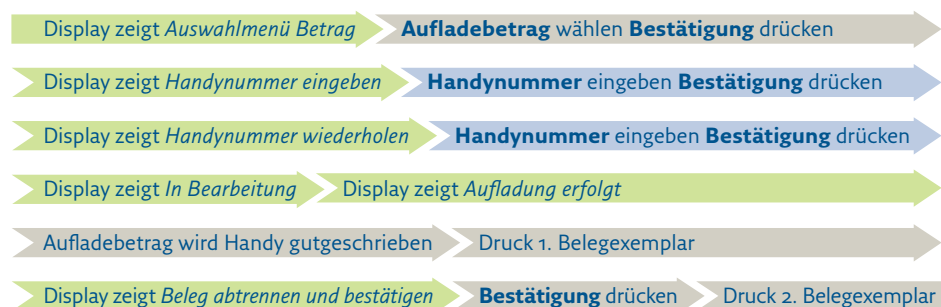 Display zeigt Auswahlmenü Betrag Aufladebetrag wählen Bestätigung drücken
Display zeigt Handynummer eingeben Handynummer eingeben Bestätigung drücken
Display zeigt Handynummer wiederholen Handynummer eingeben Bestätigung drücken
Display zeigt In Bearbeitung Display zeigt Aufladung erfolgt
Aufladebetrag wird Handy gutgeschrieben Druck 1. Belegexemplar
Display zeigt Beleg abtrennen und bestätigen Bestätigung drücken Druck 2. Belegexemplar